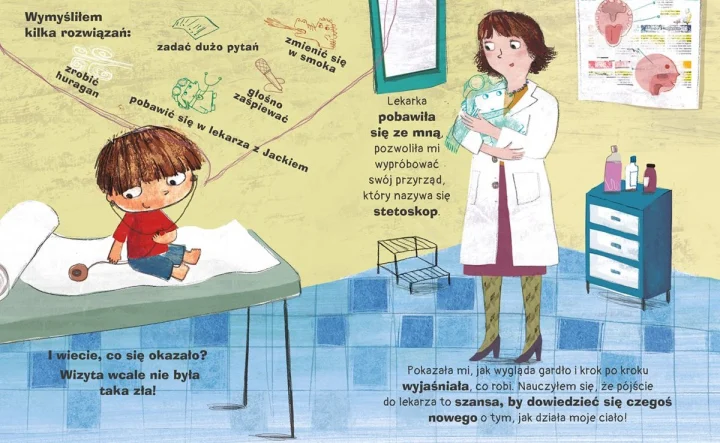 Wymyśliłem
kilka rozwiązań:
zadać dużo pytań
zmienić się
w smoka
zrobić
huragan
głośno
zaśpiewać
pobawić się w lekarza z Jackiem
Lekarka
pobawiła
się ze mną,
pozwoliła mi
wypróbować
swój przyrząd,
który nazywa się
stetoskop.
I wiecie, co się okazało?
Wizyta wcale nie była
taka zła!
Pokazała mi, jak wygląda gardło i krok po kroku
wyjaśniała, co robi. Nauczyłem się, że pójście
do lekarza to szansa, by dowiedzieć się czegoś
nowego o tym, jak działa moje ciało!